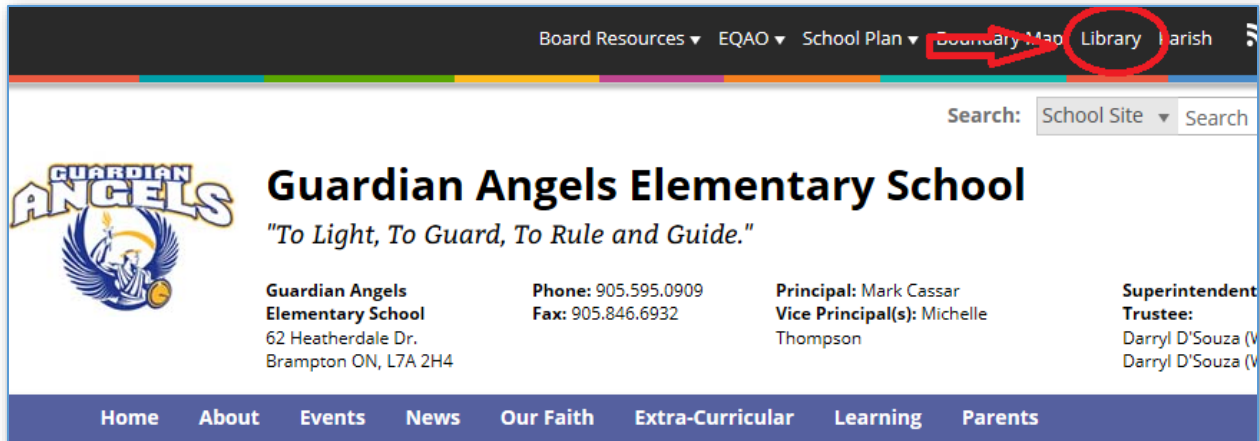 Board Resources ▾ EQAO ▾ School Plan ▾ Boundary Map Library Parish
Search: School Site ▾ Search
GUARDIAN
ANGELS
Guardian Angels Elementary School
"To Light, To Guard, To Rule and Guide."
Guardian Angels
Elementary School
62 Heatherdale Dr.
Brampton ON, L7A 2H4
Phone: 905.595.0909
Fax: 905.846.6932
Principal: Mark Cassar
Vice Principal(s): Michelle
Thompson
Superintendent
Trustee:
Darryl D'Souza
Darryl D'Souza
Home About Events News Our Faith Extra-Curricular Learning Parents